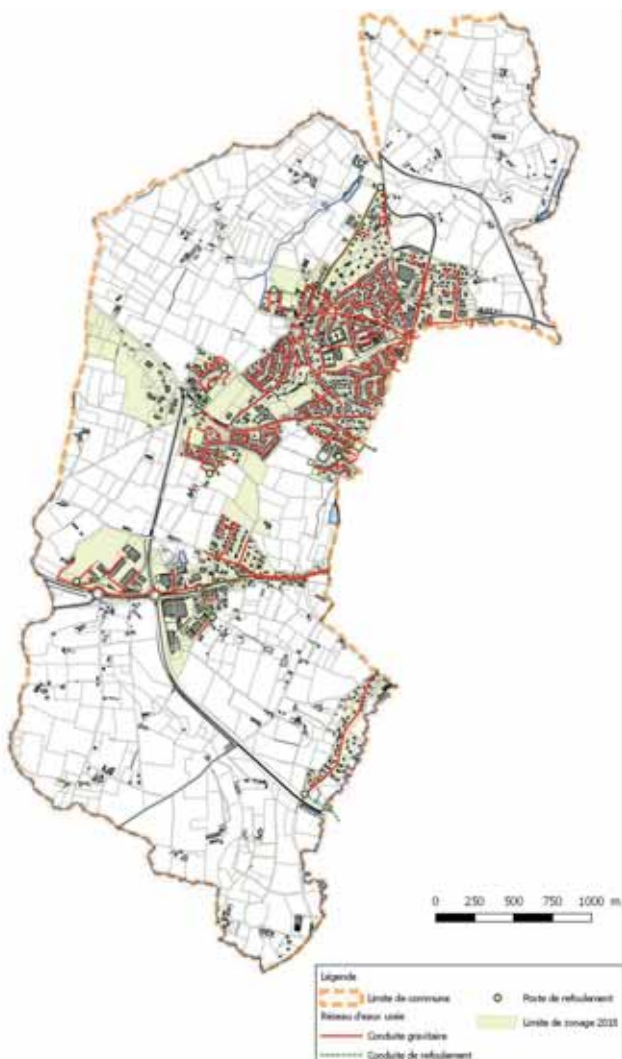 0 250 500 750 1000 m
Légende
Limite de commune
Poste de refoulement
Réseau d'eaux usée
Limite de zonage 2018
Conduite gravitaire
Conduite de refoulement